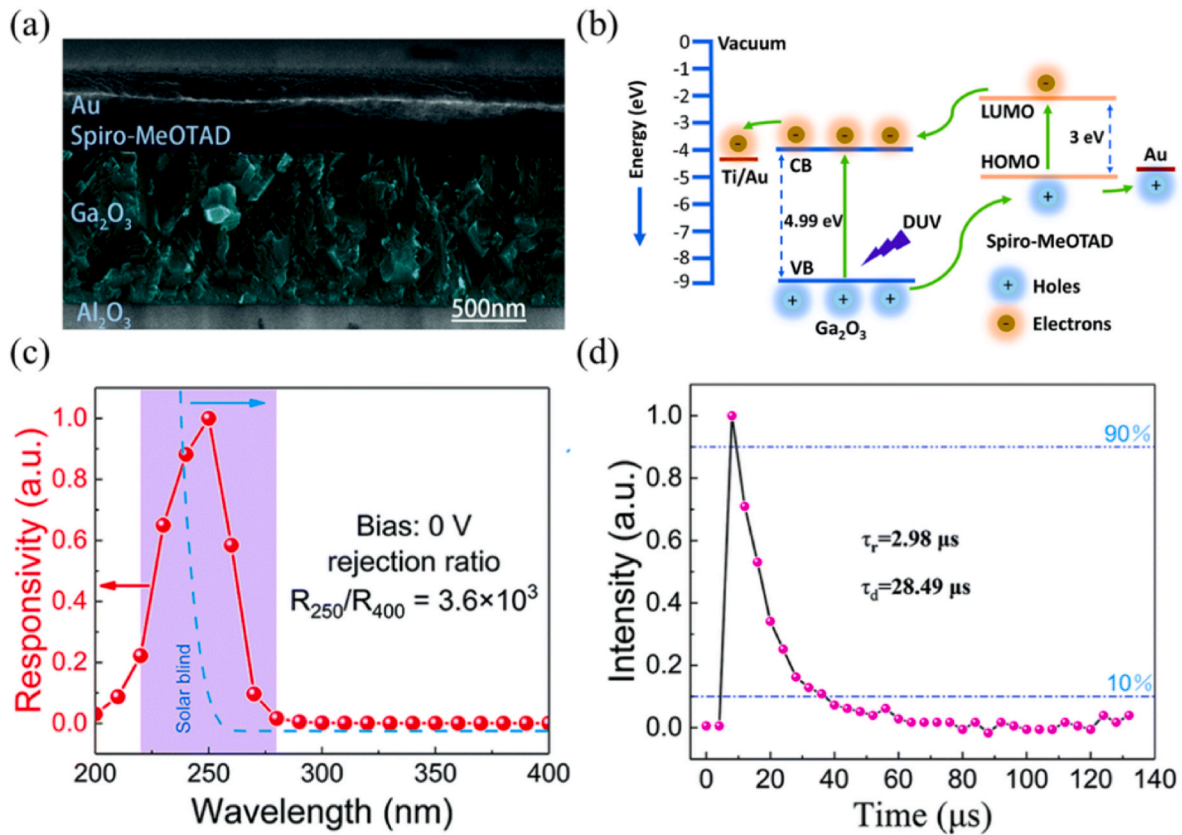 (a)
Au
Spiro-MeOTAD
Ga₂O₃
Al₂O₃
500nm
(b)
Vacuum
Energy (eV)
0
-1
-2
-3
-4
-5
-6
-7
-8
-9
Ti/Au
CB
4.99 eV
VB
DUV
Ga₂O₃
LUMO
3 eV
HOMO
Au
Spiro-MeOTAD
Holes
Electrons
(c)
Responsivity (a.u.)
1.0
0.8
0.6
0.4
0.2
0.0
Solar blind
Bias: 0 V
rejection ratio
R₂₅₀/R₄₀₀ = 3.6×10³
200 250 300 350 400
Wavelength (nm)
(d)
Intensity (a.u.)
1.0
0.8
0.6
0.4
0.2
0.0
90%
τᵣ=2.98 μs
τd=28.49 μs
10%
0 20 40 60 80 100 120 140
Time (μs)